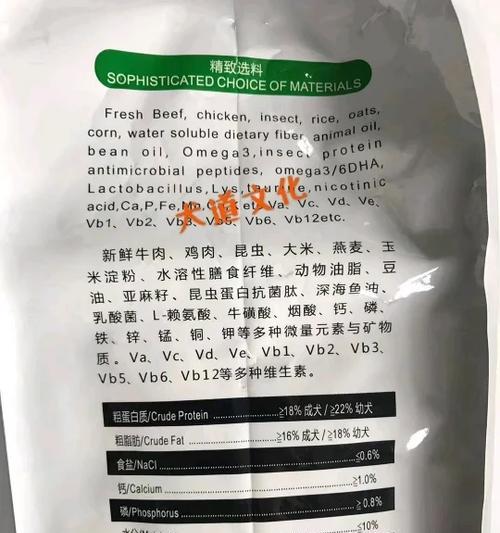 精致选料
SOPHISTICATED CHOICE OF MATERIALS
Fresh Beef, chicken, insect, rice, oats,
corn, water soluble dietary fiber, animal oil,
bean oil, Omega3,insect protein
antimicrobial peptides, omega3/6DHA,
Lactobacillus,Lys,taurine,nicotinic
acid,Ca,P,Fe, etc Va、Vc、Vd、Ve、
Vb1、Vb2、Vb3、Vb5、Vb6、Vb12etc.
大道文化
新鲜牛肉、鸡肉、昆虫、大米、燕麦、玉
米淀粉、水溶性膳食纤维、动物油脂、豆
油、亚麻籽、昆虫蛋白抗菌肽、深海鱼油、
乳酸菌、L-赖氨酸、牛磺酸、烟酸、钙、磷、
铁、锌、锰、铜、钾等多种微量元素与矿物
质。Va、Vc、Vd、Ve、Vb1、Vb2、Vb3、
Vb5、Vb6、Vb12等多种维生素。
粗蛋白质/Crude Protein ≧18% 成犬 / ≧22% 幼犬
粗脂肪/Crude Fat ≧16% 成犬 / ≧18% 幼犬
食盐/NaCl ≦0.6%
钙/Calcium ≧1.0%
磷/Phosphorus ≧0.8%
≦10%